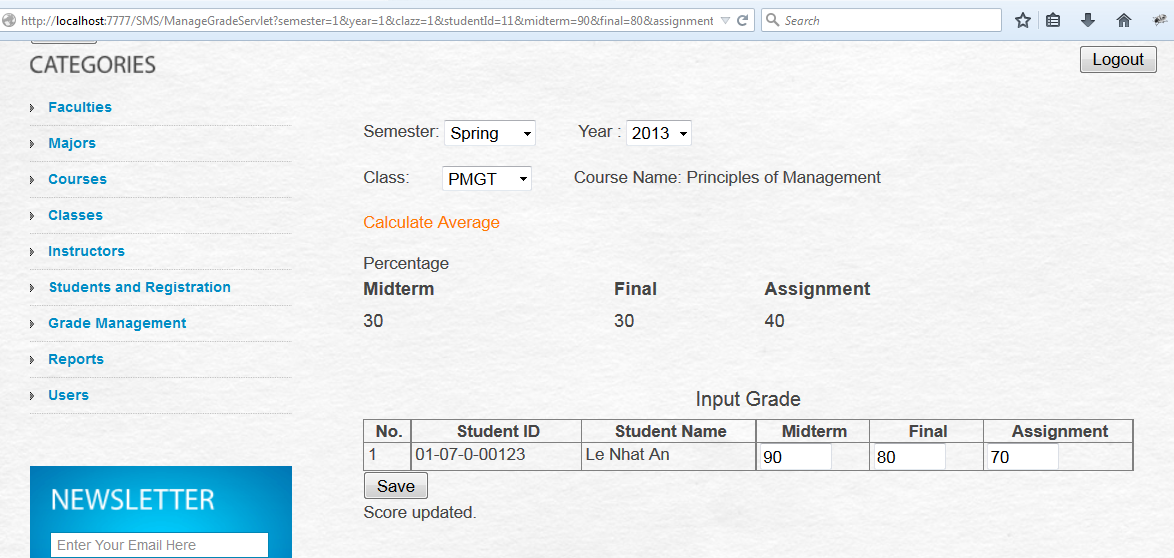 http://localhost:7777/SMS/ManageGradeServlet?semester=1&year=1&clazz=1&studentId=11&midterm=90&final=80&assignment
Search
CATEGORIES
Logout
Faculties
Majors
Courses
Classes
Instructors
Students and Registration
Grade Management
Reports
Users
NEWSLETTER
Enter Your Email Here
Semester: Spring Year : 2013
Class: PMGT Course Name: Principles of Management
Calculate Average
Percentage
Midterm Final Assignment
30 30 40
Input Grade
No. Student ID Student Name Midterm Final Assignment
1 01-07-0-00123 Le Nhat An 90 80 70
Save
Score updated.